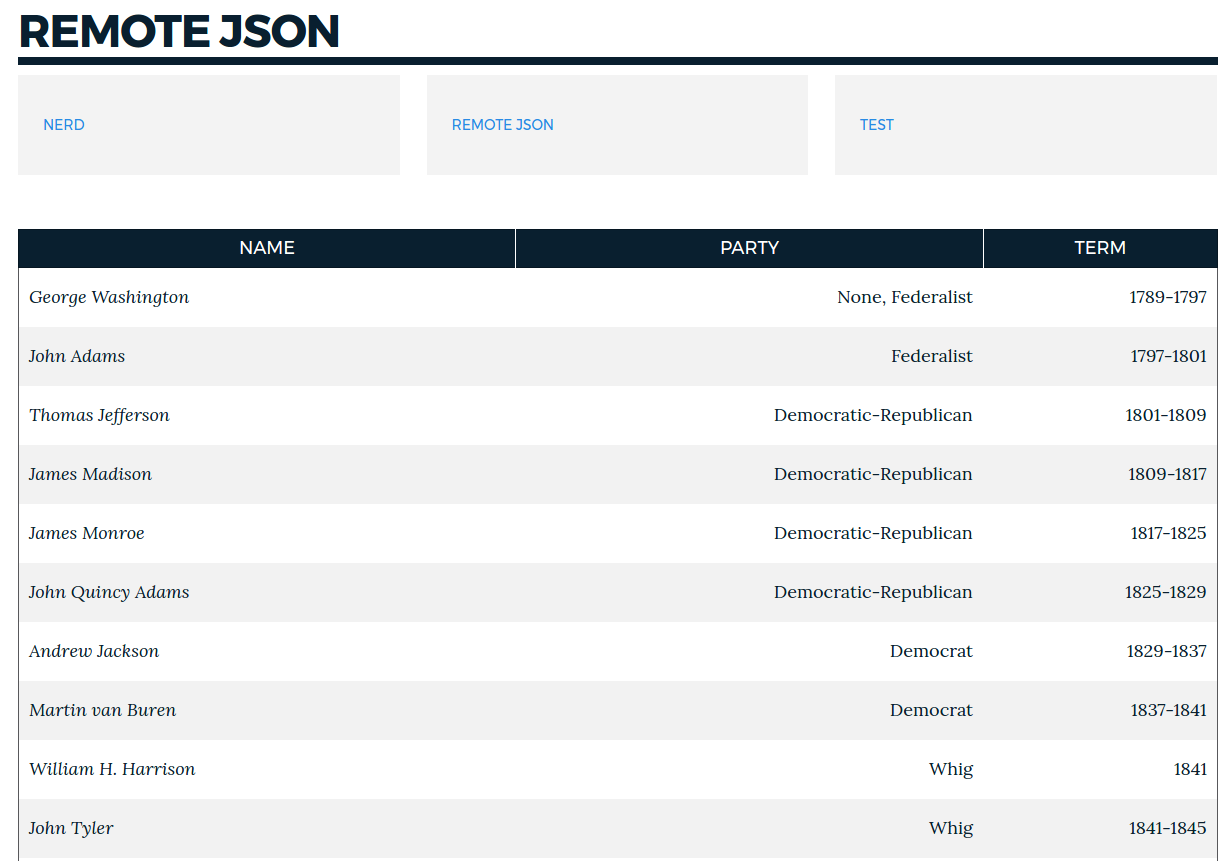 REMOTE JSON
NERD REMOTE JSON TEST
NAME PARTY TERM
George Washington None, Federalist 1789-1797
John Adams Federalist 1797-1801
Thomas Jefferson Democratic-Republican 1801-1809
James Madison Democratic-Republican 1809-1817
James Monroe Democratic-Republican 1817-1825
John Quincy Adams Democratic-Republican 1825-1829
Andrew Jackson Democrat 1829-1837
Martin van Buren Democrat 1837-1841
William H. Harrison Whig 1841
John Tyler Whig 1841-1845